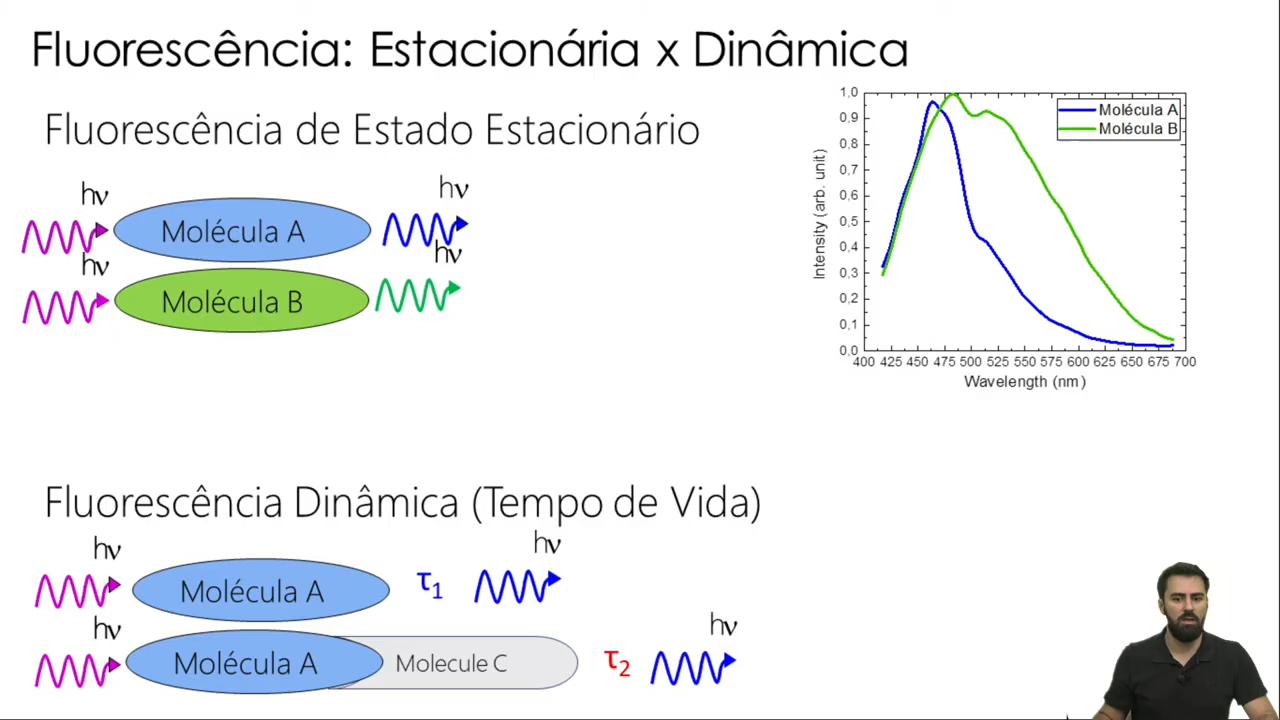 Fluorescência: Estacionária x Dinâmica
Fluorescência de Estado Estacionário
hν
hν
Molécula A
hν
hν
Molécula B
1,0
0,9
0,8
0,7
0,6
0,5
0,4
0,3
0,2
0,1
0,0
Intensity (arb. unit)
Molécula A
Molécula B
400 425 450 475 500 525 550 575 600 625 650 675 700
Wavelength (nm)
Fluorescência Dinâmica (Tempo de Vida)
hν
hν
Molécula A
τ1
hν
hν
Molécula A
Molecule C
τ2